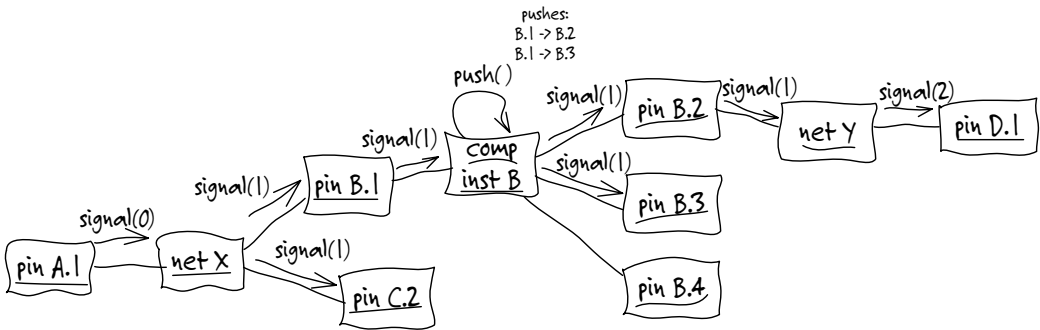 pushes:
B.1 -> B.2
B.1 -> B.3
push()
signal(1)
pin B.2
signal(1)
net Y
signal(2)
pin D.1
signal(1)
comp
inst B
signal(1)
pin B.3
signal(1)
pin B.1
signal(0)
pin A.1
net X
signal(1)
pin C.2
pin B.4